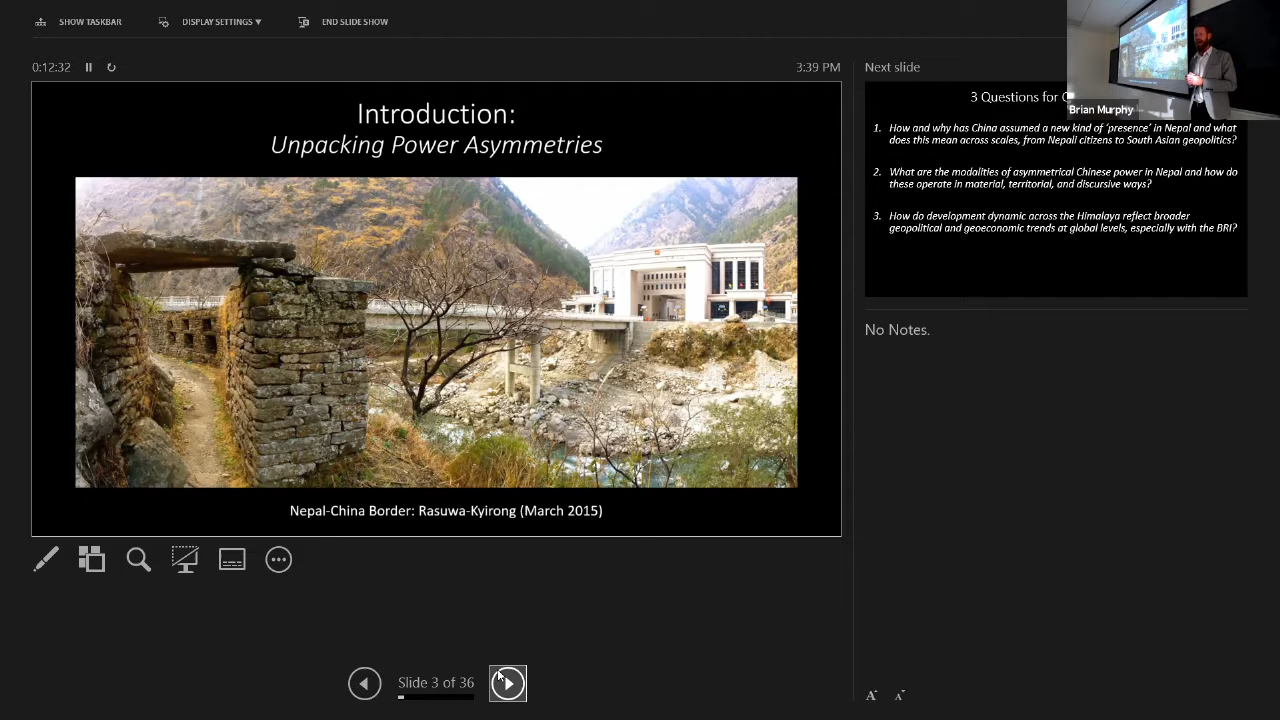 SHOW TASKBAR
DISPLAY SETTINGS ▼
END SLIDE SHOW
0:12:32
3:39 PM
Introduction:
Unpacking Power Asymmetries
Nepal-China Border: Rasuwa-Kyirong (March 2015)
Slide 3 of 36
Next slide
3 Questions for
Brian Murphy
1. How and why has China assumed a new kind of ‘presence’ in Nepal and what
does this mean across scales, from Nepali citizens to South Asian geopolitics?
2. What are the modalities of asymmetrical Chinese power in Nepal and how do
these operate in material, territorial, and discursive ways?
3. How do development dynamic across the Himalaya reflect broader
geopolitical and geoeconomic trends at global levels, especially with the BRI?
No Notes.
A A